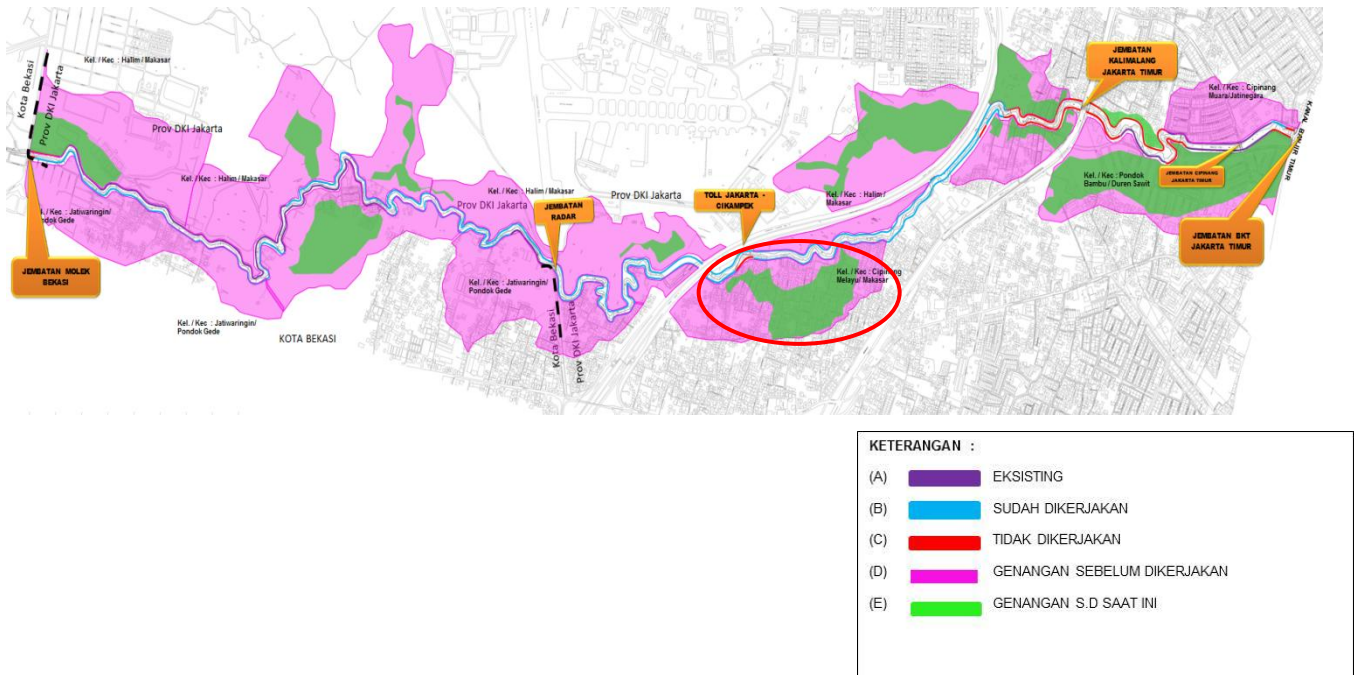 Kel. / Kec : Halim / Makasar
Kota Bekasi
Prov DKI Jakarta
Prov DKI Jakarta
Kel. / Kec : Halim / Makasar
Kel. / Kec : Jatiwaringin/
Pondok Gede
JEMBATAN MOLEK
BEKASI
Kel. / Kec : Jatiwaringin/
Pondok Gede
KOTA BEKASI
Kel. / Kec : Halim / Makasar
Prov DKI Jakarta
JEMBATAN
RADAR
Kel. / Kec : Jatiwaringin/
Pondok Gede
Kota Bekasi
Prov DKI Jakarta
Prov DKI Jakarta
TOLL JAKARTA -
CIKAMPEK
Kel. / Kec : Halim /
Makasar
Kel. / Kec : Cipinang
Melayu/ Makasar
JEMBATAN
KALIMALANG
JAKARTA TIMUR
Kel. / Kec : Cipinang
Muara/Jatinegara
KANAL BANJIR TIMUR
Kel. / Kec : Pondok
Bambu / Duren Sawit
JEMBATAN CIPINANG
JAKARTA TIMUR
JEMBATAN BKT
JAKARTA TIMUR
KETERANGAN :
(A) EKSISTING
(B) SUDAH DIKERJAKAN
(C) TIDAK DIKERJAKAN
(D) GENANGAN SEBELUM DIKERJAKAN
(E) GENANGAN S.D SAAT INI